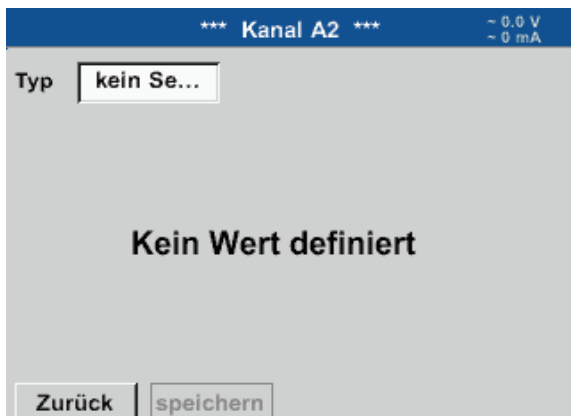 *** Kanal A2 ***
~ 0.0 V
~ 0 mA
Typ kein Se...
Kein Wert definiert
Zurück speichern